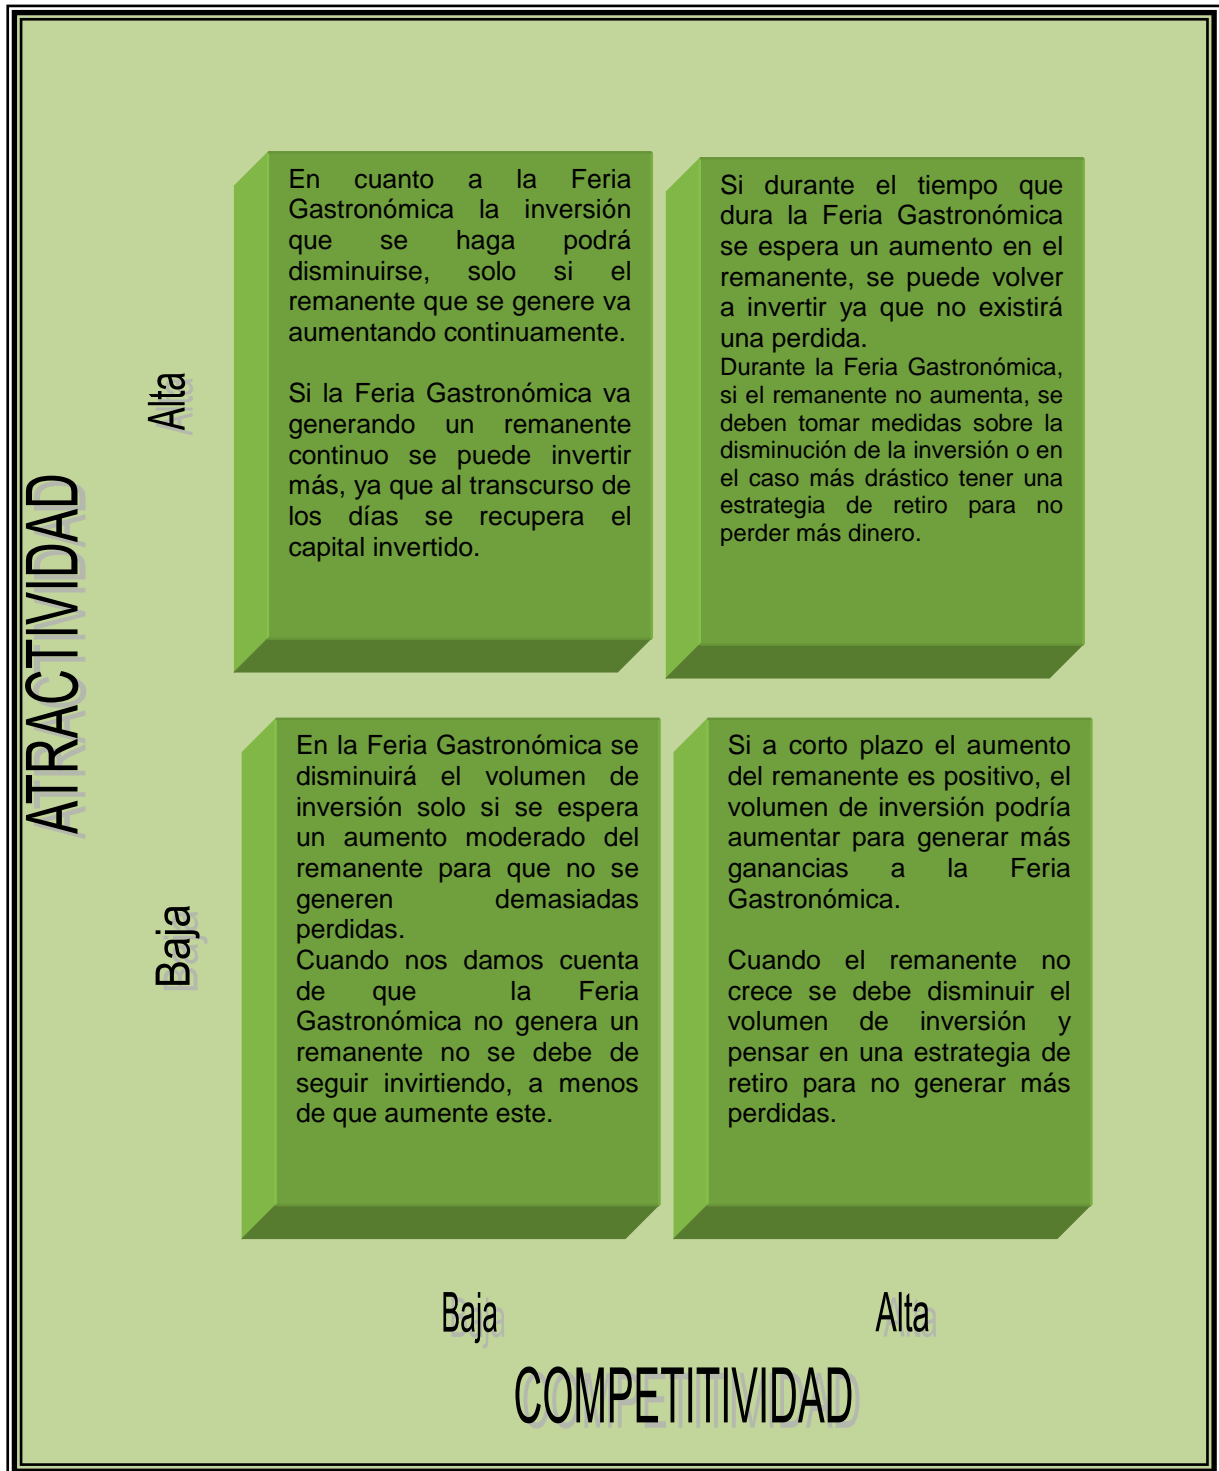 ATRACTIVIDAD
Alta
En cuanto a la Feria
Gastronómica la inversión
que se haga podrá
disminuirse, solo si el
remanente que se genere va
aumentando continuamente.
Si la Feria Gastronómica va
generando un remanente
continuo se puede invertir
más, ya que al transcurso de
los días se recupera el
capital invertido.
Si durante el tiempo que
dura la Feria Gastronómica
se espera un aumento en el
remanente, se puede volver
a invertir ya que no existirá
una perdida.
Durante la Feria Gastronómica,
si el remanente no aumenta, se
deben tomar medidas sobre la
disminución de la inversión o en
el caso más drástico tener una
estrategia de retiro para no
perder más dinero.
Baja
En la Feria Gastronómica se
disminuirá el volumen de
inversión solo si se espera
un aumento moderado del
remanente para que no se
generen demasiadas
perdidas.
Cuando nos damos cuenta
de que la Feria
Gastronómica no genera un
remanente no se debe de
seguir invirtiendo, a menos
de que aumente este.
Si a corto plazo el aumento
del remanente es positivo, el
volumen de inversión podría
aumentar para generar más
ganancias a la Feria
Gastronómica.
Cuando el remanente no
crece se debe disminuir el
volumen de inversión y
pensar en una estrategia de
retiro para no generar más
perdidas.
Baja
Alta
COMPETITIVIDAD